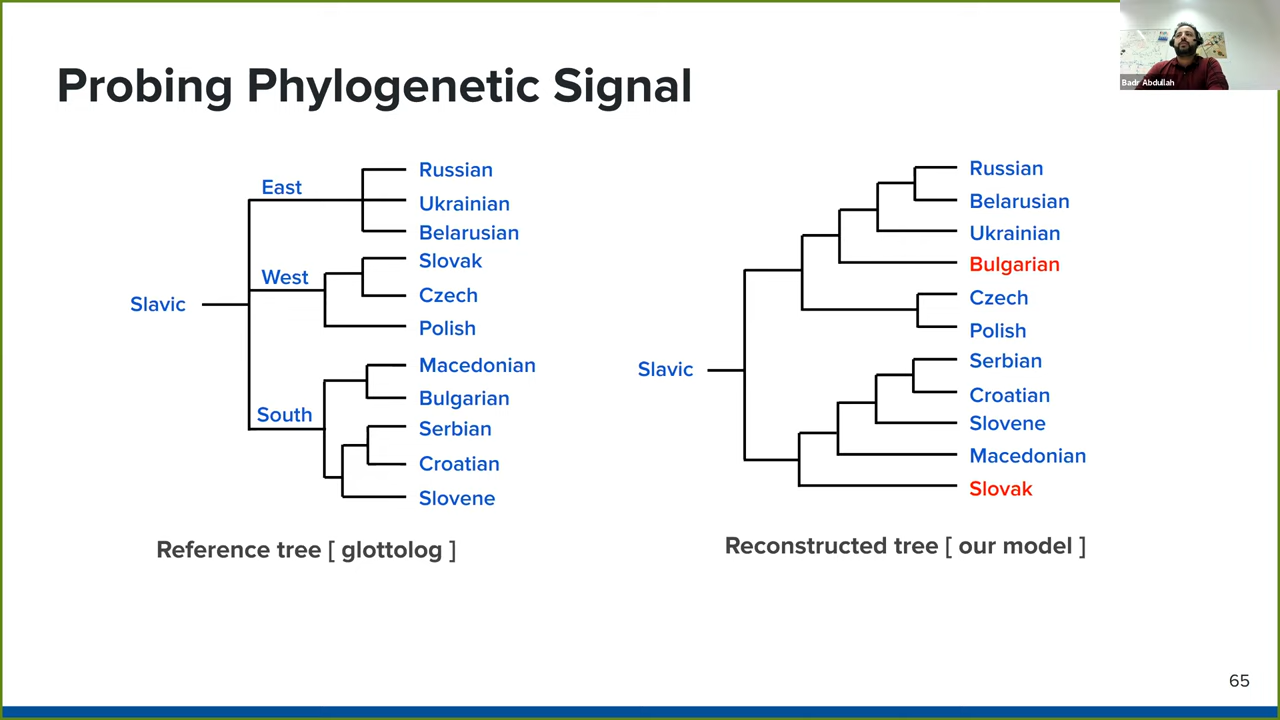 Probing Phylogenetic Signal
Badr Abdullah
Slavic
East
West
South
Russian
Ukrainian
Belarusian
Slovak
Czech
Polish
Macedonian
Bulgarian
Serbian
Croatian
Slovene
Reference tree [ glottolog ]
Slavic
Russian
Belarusian
Ukrainian
Bulgarian
Czech
Polish
Serbian
Croatian
Slovene
Macedonian
Slovak
Reconstructed tree [ our model ]
65